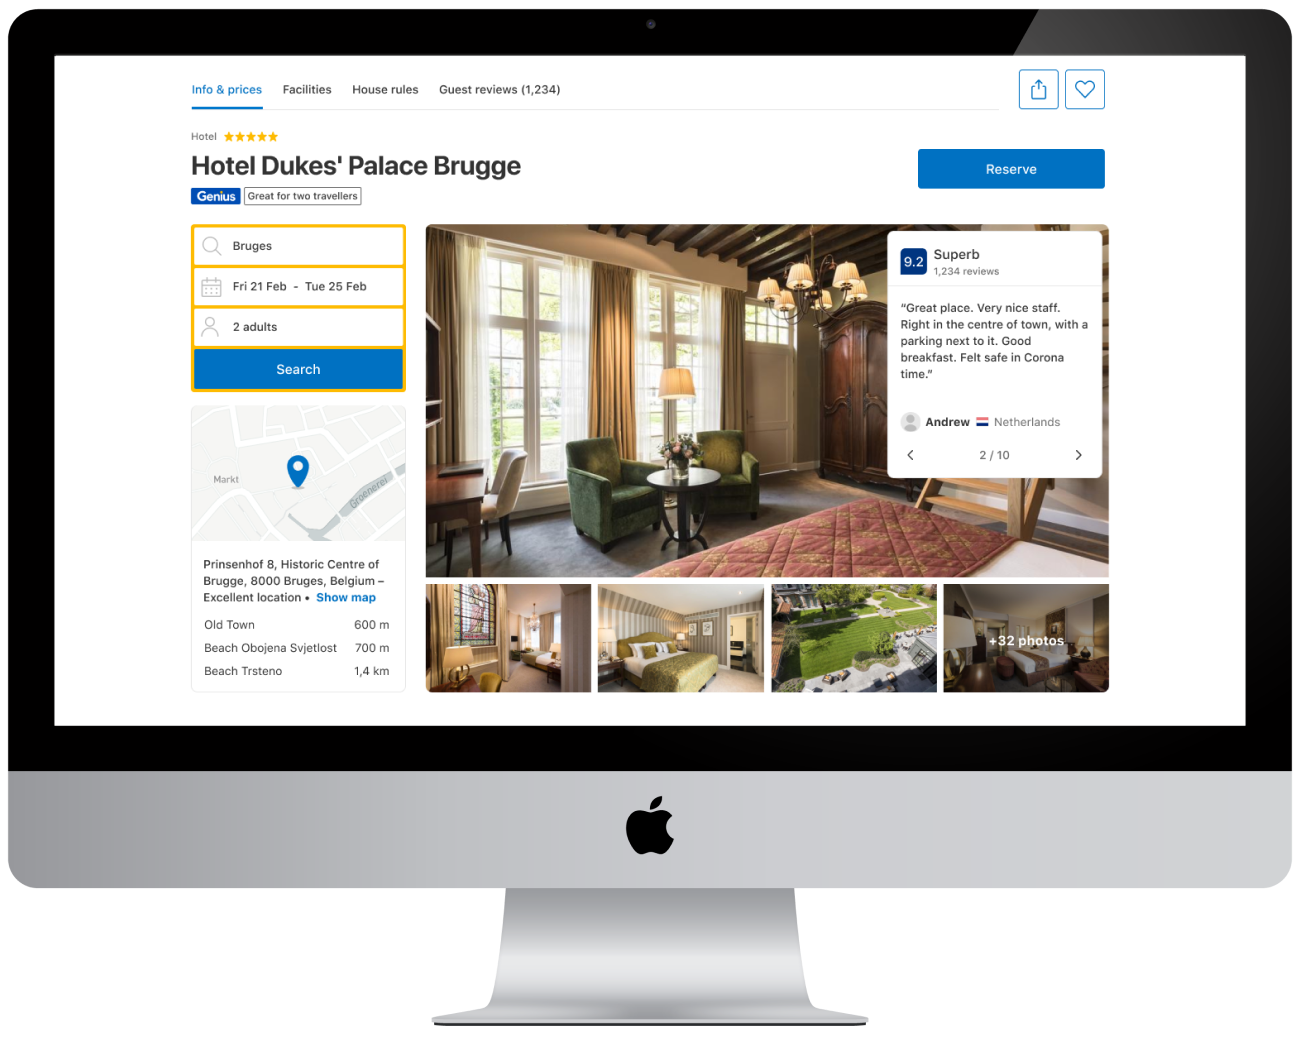 Info & prices
Facilities
House rules
Guest reviews (1,234)
Hotel
Hotel Dukes' Palace Brugge
Reserve
Genius
Great for two travellers
Bruges
Fri 21 Feb - Tue 25 Feb
2 adults
Search
9.2
Superb
1,234 reviews
“Great place. Very nice staff.
Right in the centre of town, with a
parking next to it. Good
breakfast. Felt safe in Corona
time.”
Andrew
Netherlands
2 / 10
Markt
Groenerei
Prinsenhof 8, Historic Centre of
Brugge, 8000 Bruges, Belgium –
Excellent location • Show map
Old Town 600 m
Beach Obojena Svjetlost 700 m
Beach Trsteno 1,4 km
+32 photos